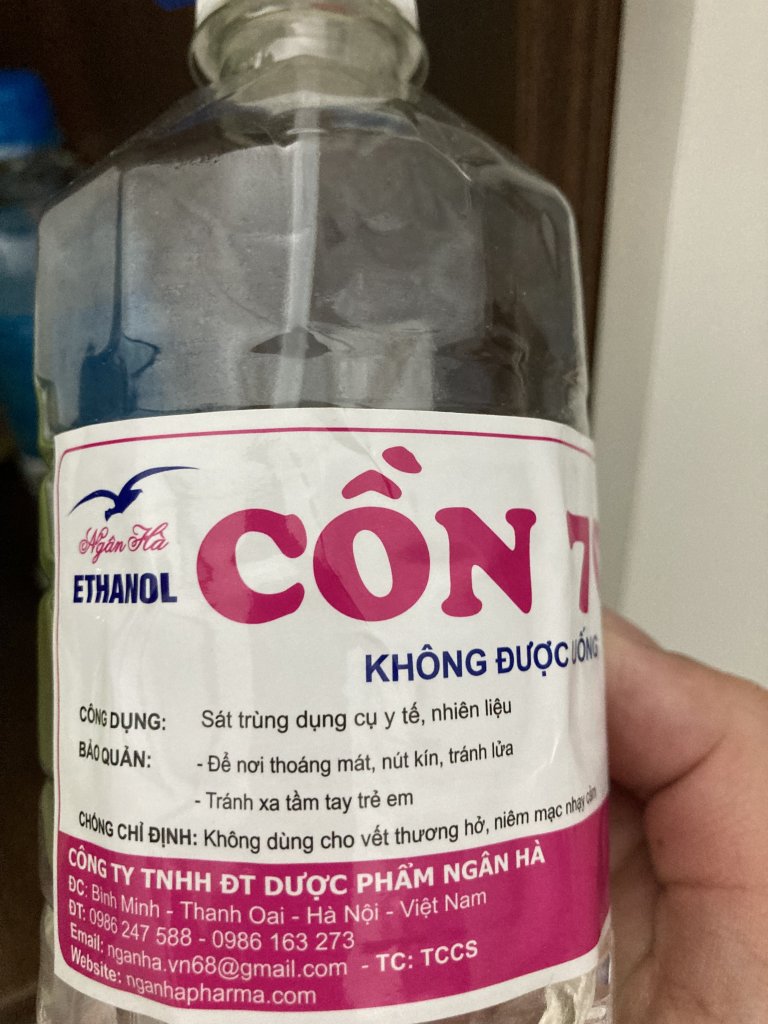 Ngân Hà
ETHANOL
CỒN 7
KHÔNG ĐƯỢC UỐNG
CÔNG DỤNG: Sát trùng dụng cụ y tế, nhiên liệu
BẢO QUẢN: - Để nơi thoáng mát, nút kín, tránh lửa
- Tránh xa tầm tay trẻ em
CHỐNG CHỈ ĐỊNH: Không dùng cho vết thương hở, niêm mạc nhạy cảm
CÔNG TY TNHH ĐT DƯỢC PHẨM NGÂN HÀ
ĐC: Bình Minh - Thanh Oai - Hà Nội - Việt Nam
ĐT: 0986 247 588 - 0986 163 273
Email: nganha.vn68@gmail.com - TC: TCCS
Website: nganhapharma.com